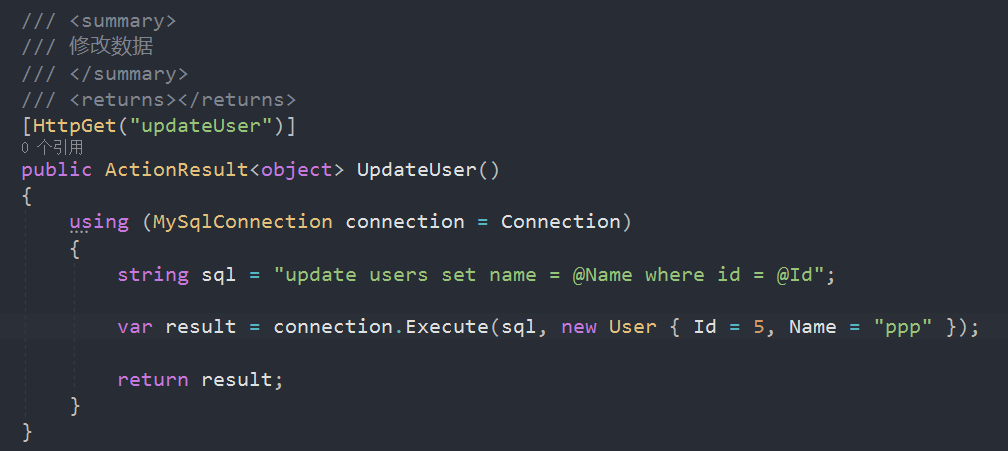 /// <summary>
/// 修改数据
/// </summary>
/// <returns></returns>
[HttpGet("updateUser")]
0 个引用
public ActionResult<object> UpdateUser()
{
using (MySqlConnection connection = Connection)
{
string sql = "update users set name = @Name where id = @Id";
var result = connection.Execute(sql, new User { Id = 5, Name = "ppp" });
return result;
}
}